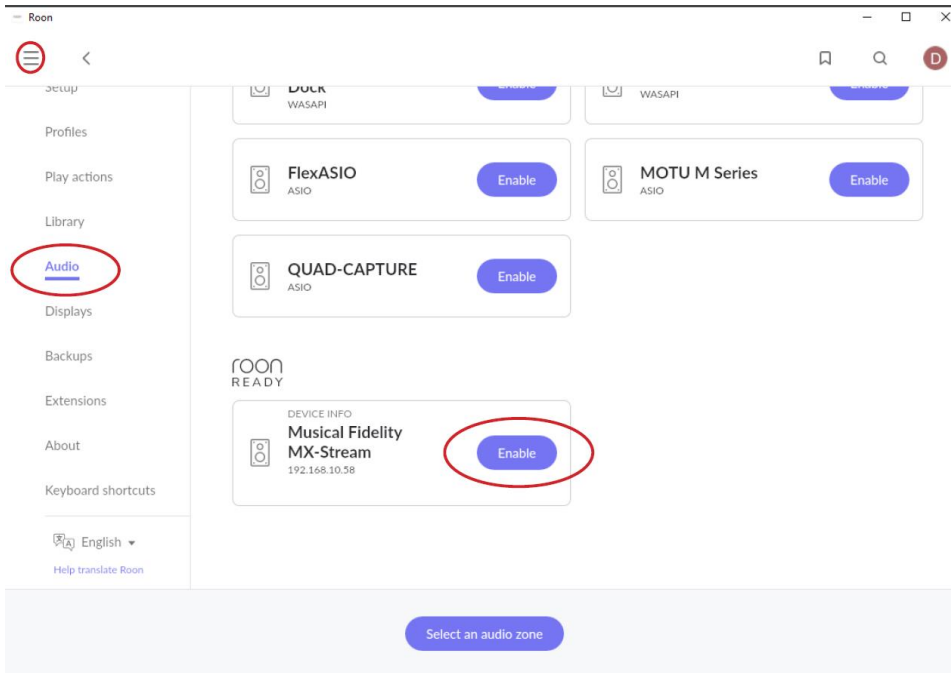 Roon
D
Setup
Profiles
Play actions
Library
Audio
Displays
Backups
Extensions
About
Keyboard shortcuts
English
Help translate Roon
Dock
WASAPI
Enable
WASAPI
Enable
FlexASIO
ASIO
Enable
MOTU M Series
ASIO
Enable
QUAD-CAPTURE
ASIO
Enable
roon
READY
DEVICE INFO
Musical Fidelity
MX-Stream
192.168.10.58
Enable
Select an audio zone